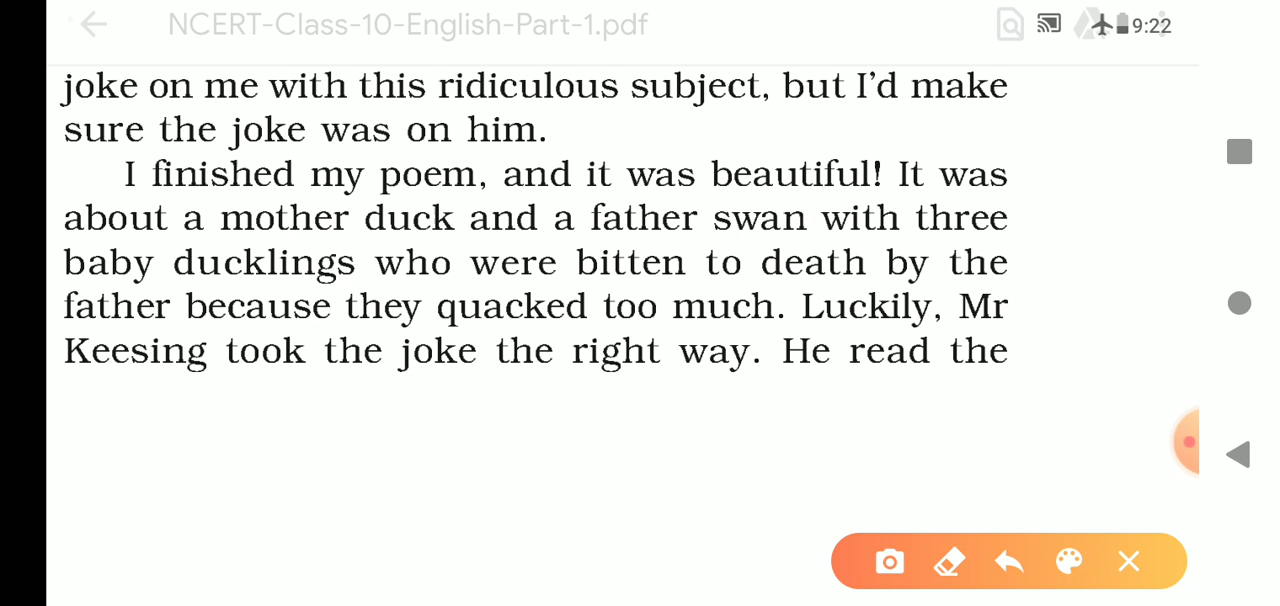 NCERT-Class-10-English-Part-1.pdf
9:22
joke on me with this ridiculous subject, but I’d make
sure the joke was on him.
I finished my poem, and it was beautiful! It was
about a mother duck and a father swan with three
baby ducklings who were bitten to death by the
father because they quacked too much. Luckily, Mr
Keesing took the joke the right way. He read the